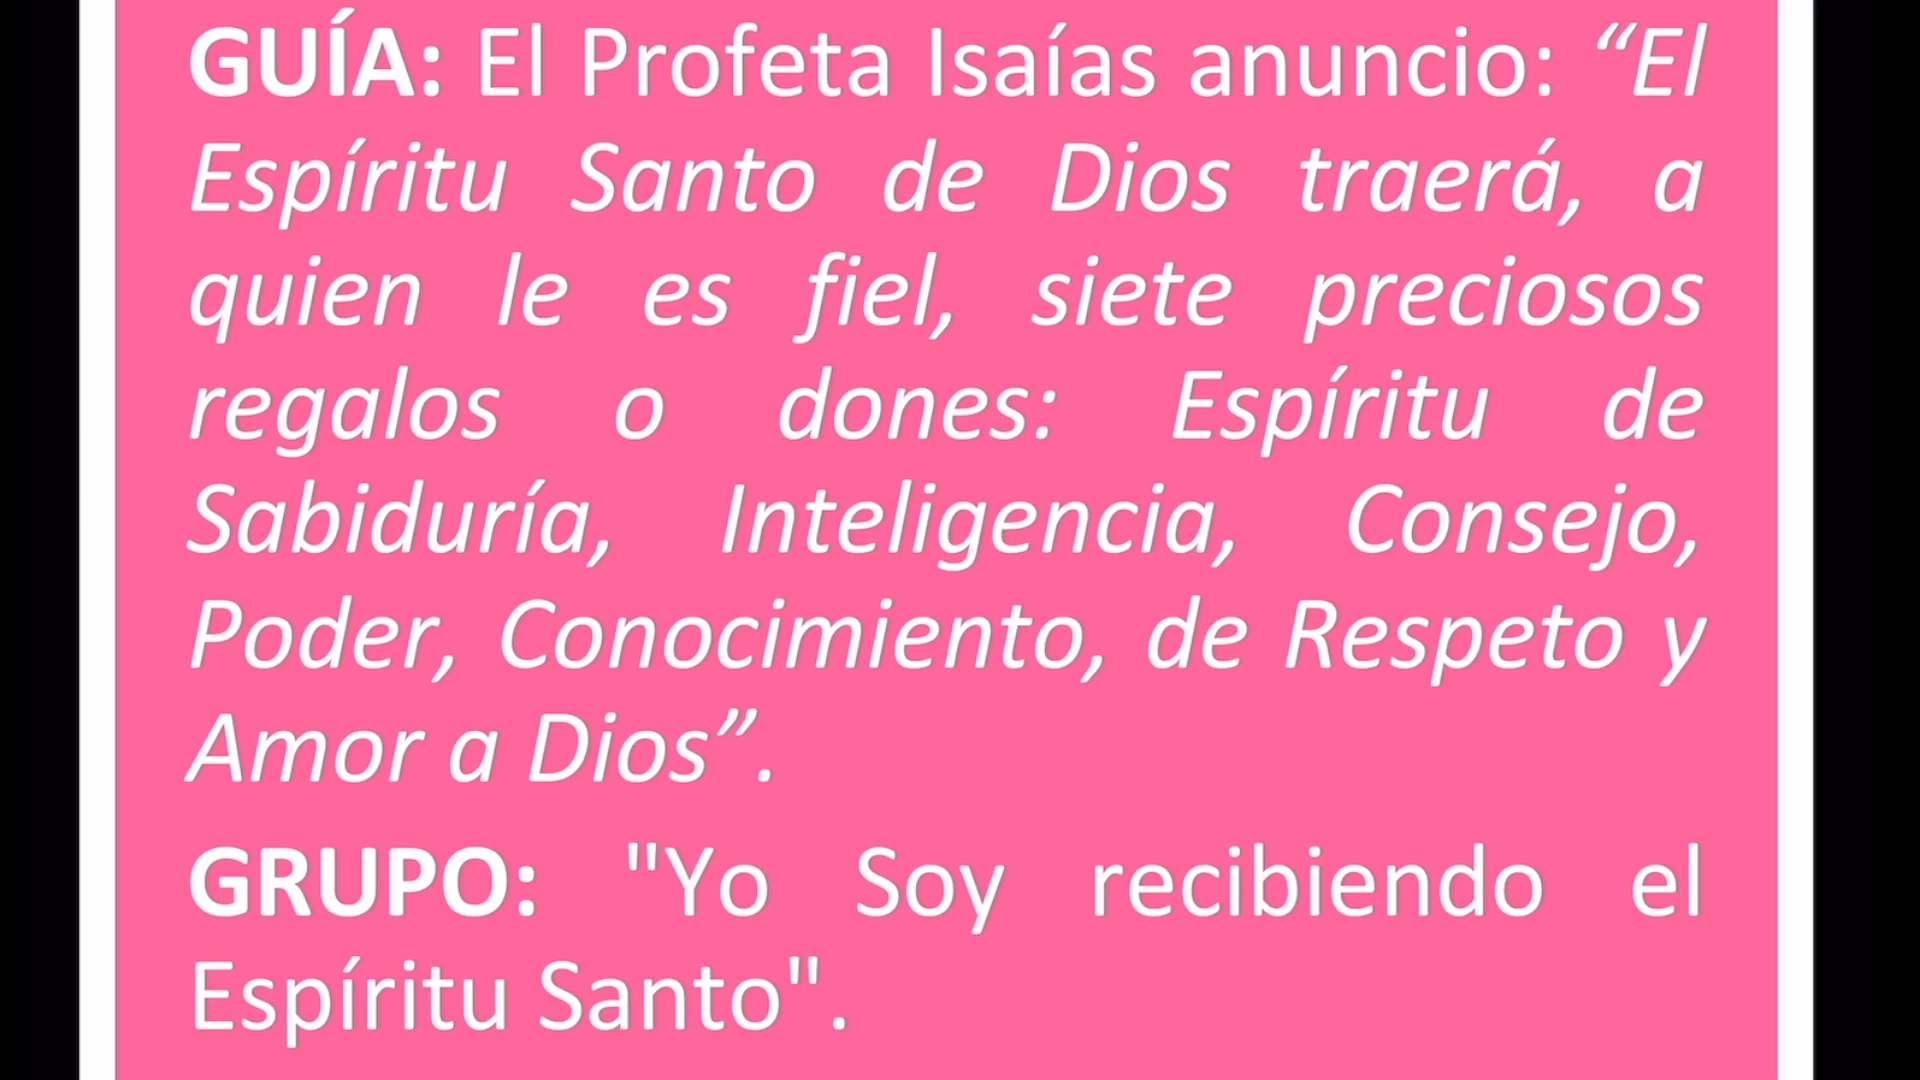 GUÍA: El Profeta Isaías anuncio: “El
Espíritu Santo de Dios traerá, a
quien le es fiel, siete preciosos
regalos o dones: Espíritu de
Sabiduría, Inteligencia, Consejo,
Poder, Conocimiento, de Respeto y
Amor a Dios”.
GRUPO: "Yo Soy recibiendo el
Espíritu Santo".